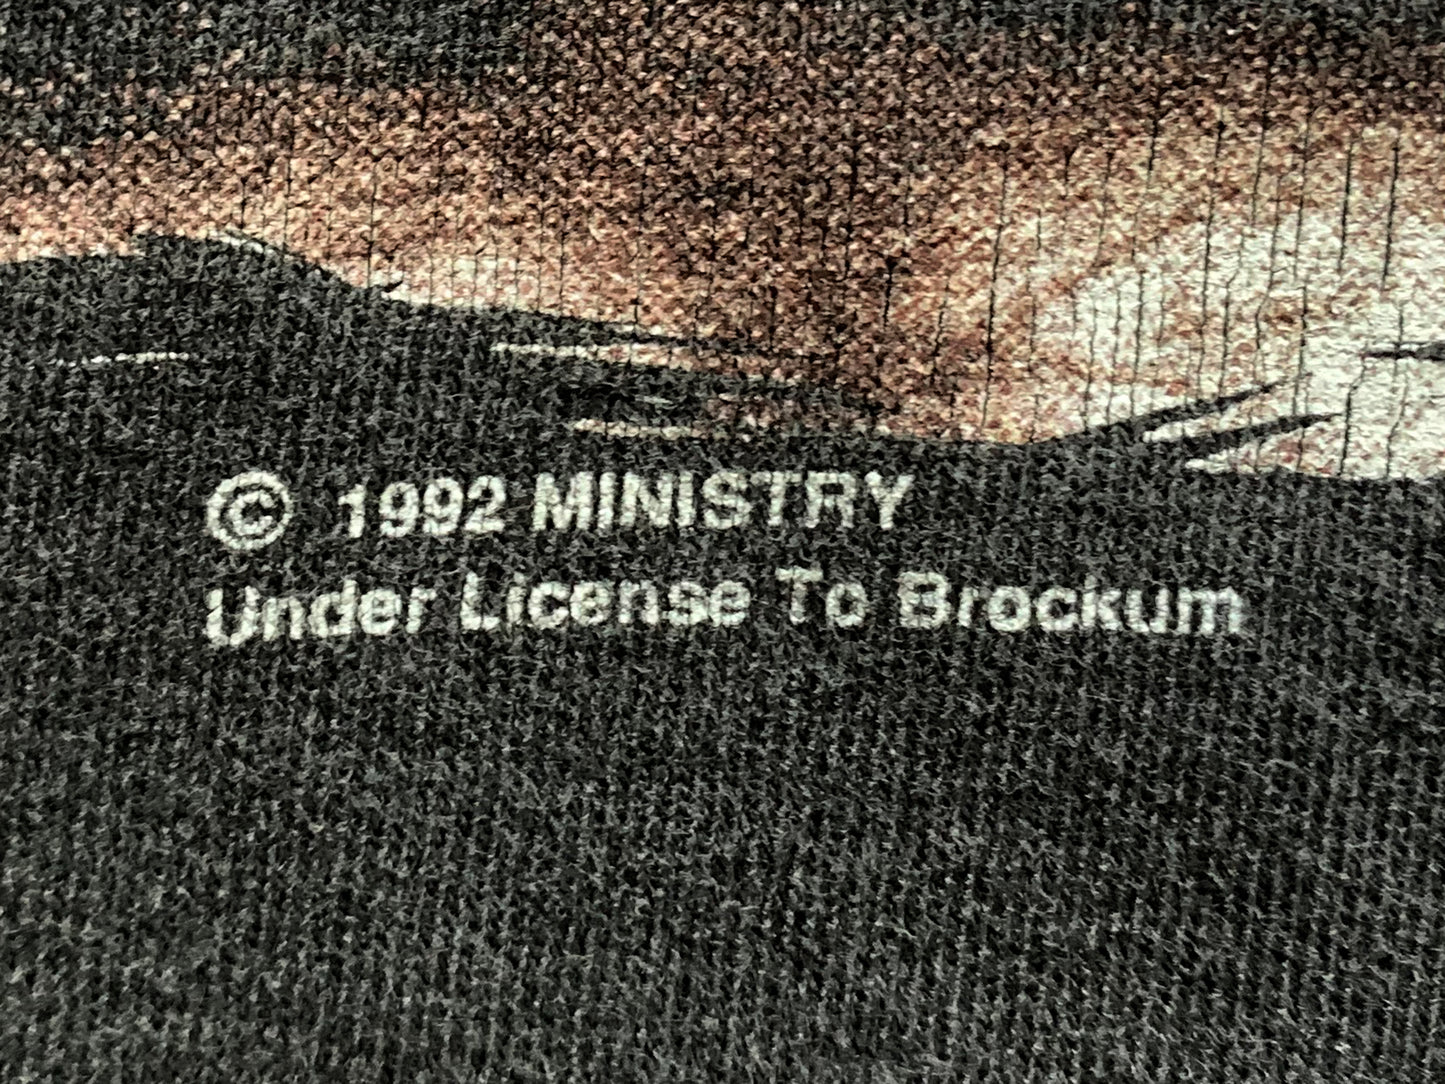 © 1992 MINISTRY
Under License To Brockum